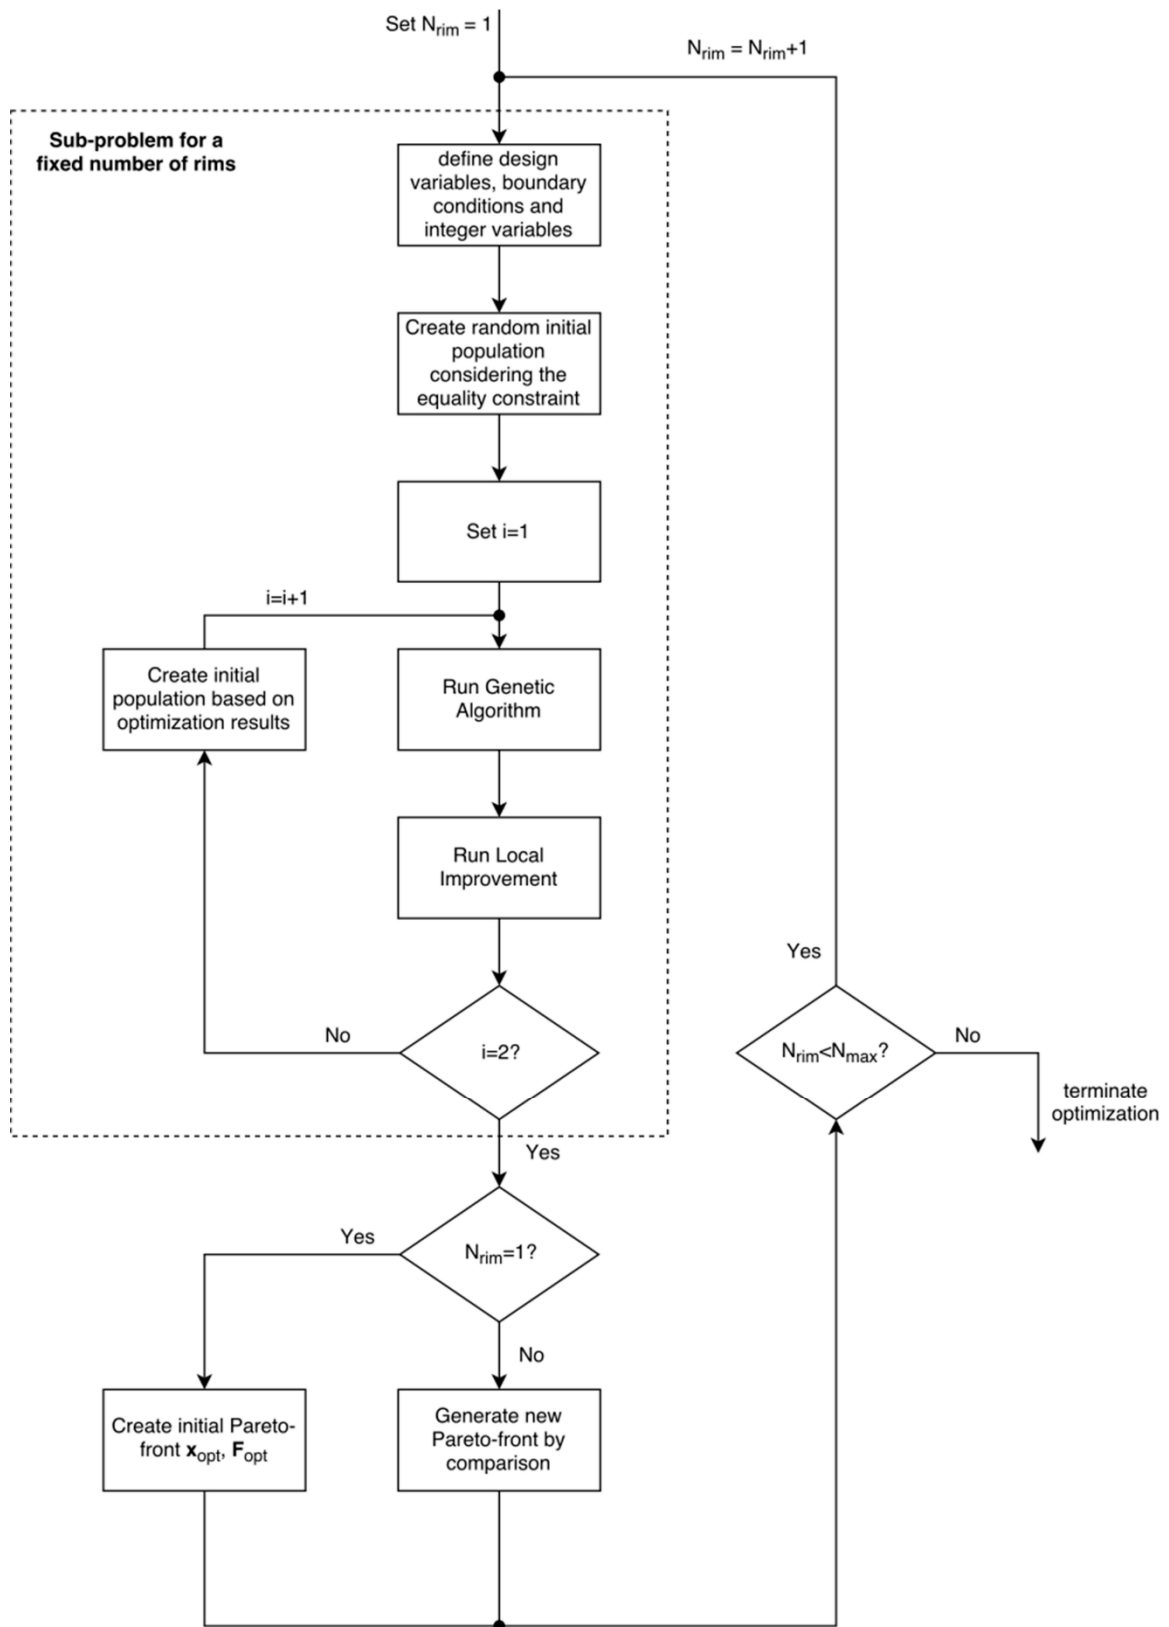 Set N_rim = 1
N_rim = N_rim+1
Sub-problem for a
fixed number of rims
define design
variables, boundary
conditions and
integer variables
Create random initial
population
considering the
equality constraint
Set i=1
i=i+1
Create initial
population based on
optimization results
Run Genetic
Algorithm
Run Local
Improvement
Yes
No
i=2?
N_rim<N_max?
No
terminate
optimization
Yes
Yes
N_rim=1?
No
Create initial Pareto-
front x_opt, F_opt
Generate new
Pareto-front by
comparison